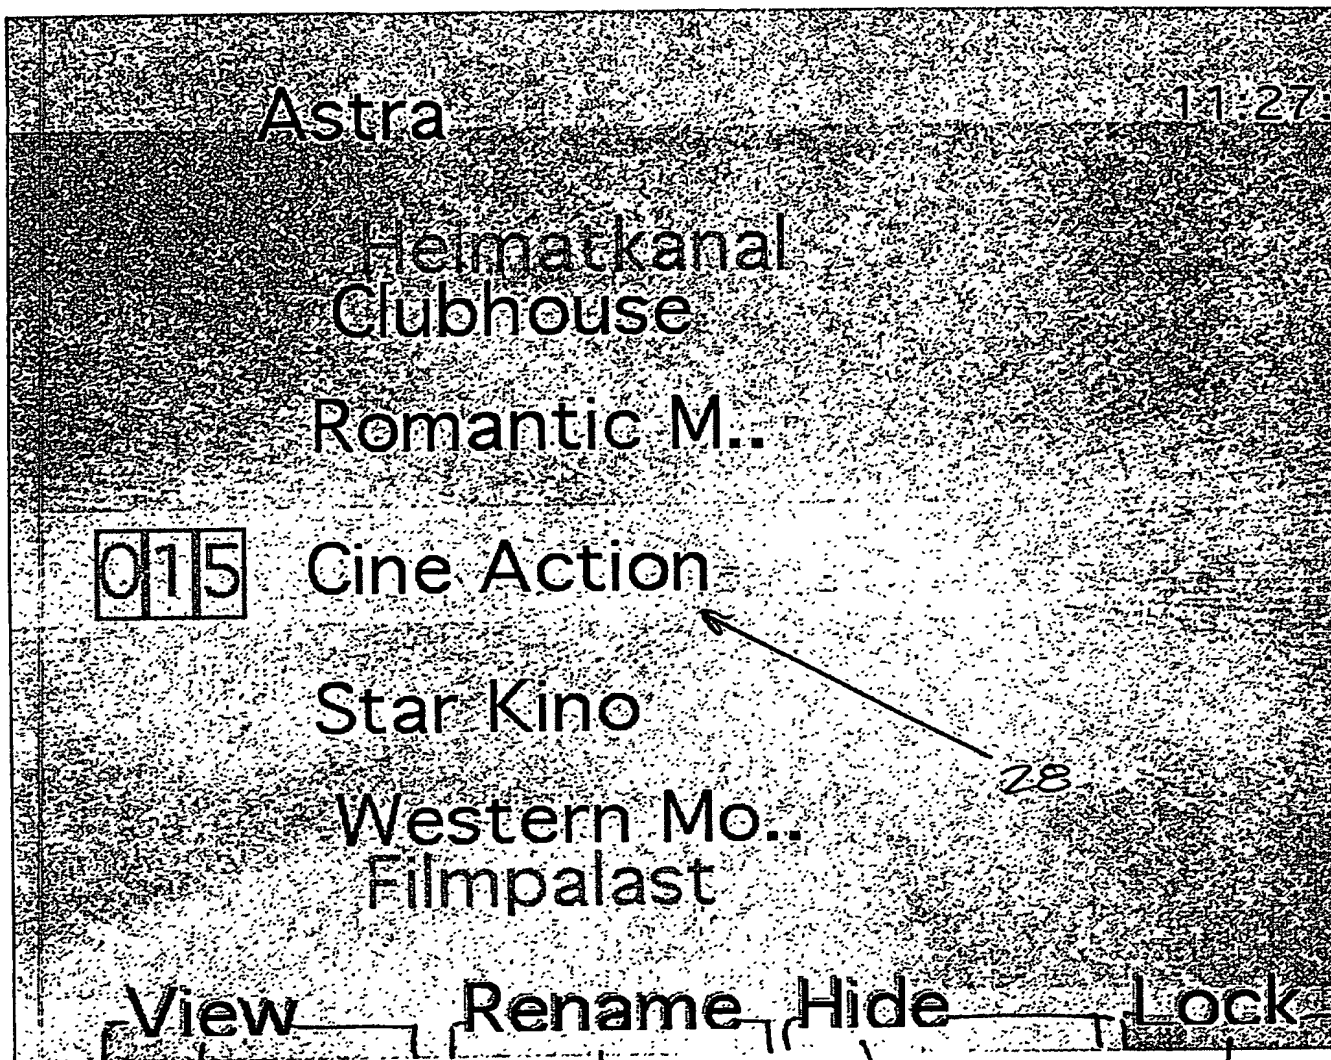 Astra 11:27:
Heimatkanal
Clubhouse
Romantic M..
015 Cine Action
Star Kino
28
Western Mo..
Filmpalast
View Rename Hide Lock